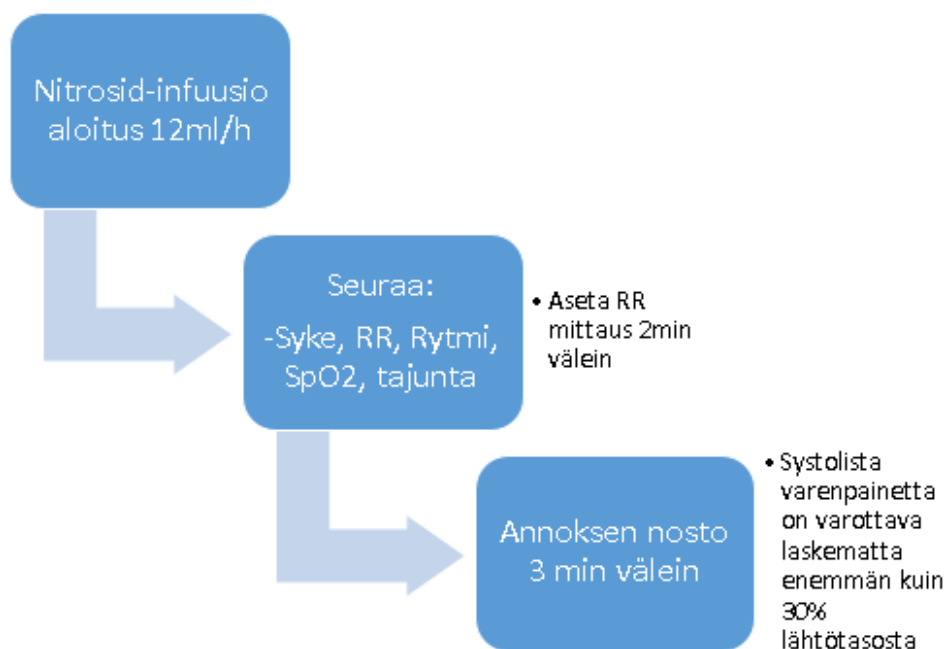 Nitrosid-infuusio
aloitus 12ml/h
Seuraa:
-Syke, RR, Rytmi,
SpO2, tajunta
• Aseta RR
mittaus 2min
välein
Annoksen nosto
3 min välein
• Systolista
varenpainetta
on varottava
laskematta
enemmän kuin
30%
lähtötasosta